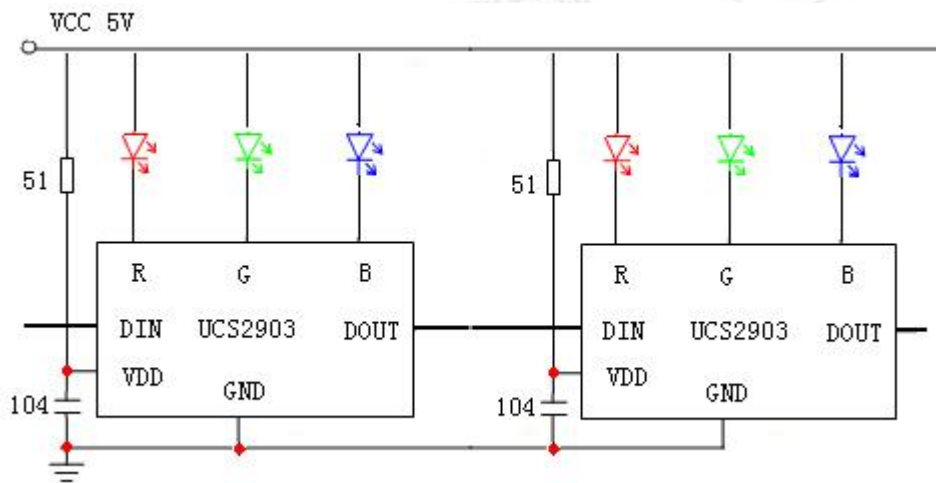 VCC 5V
51
51
R G B
R G B
DIN UCS2903 DOUT
DIN UCS2903 DOUT
VDD
VDD
GND
GND
104
104